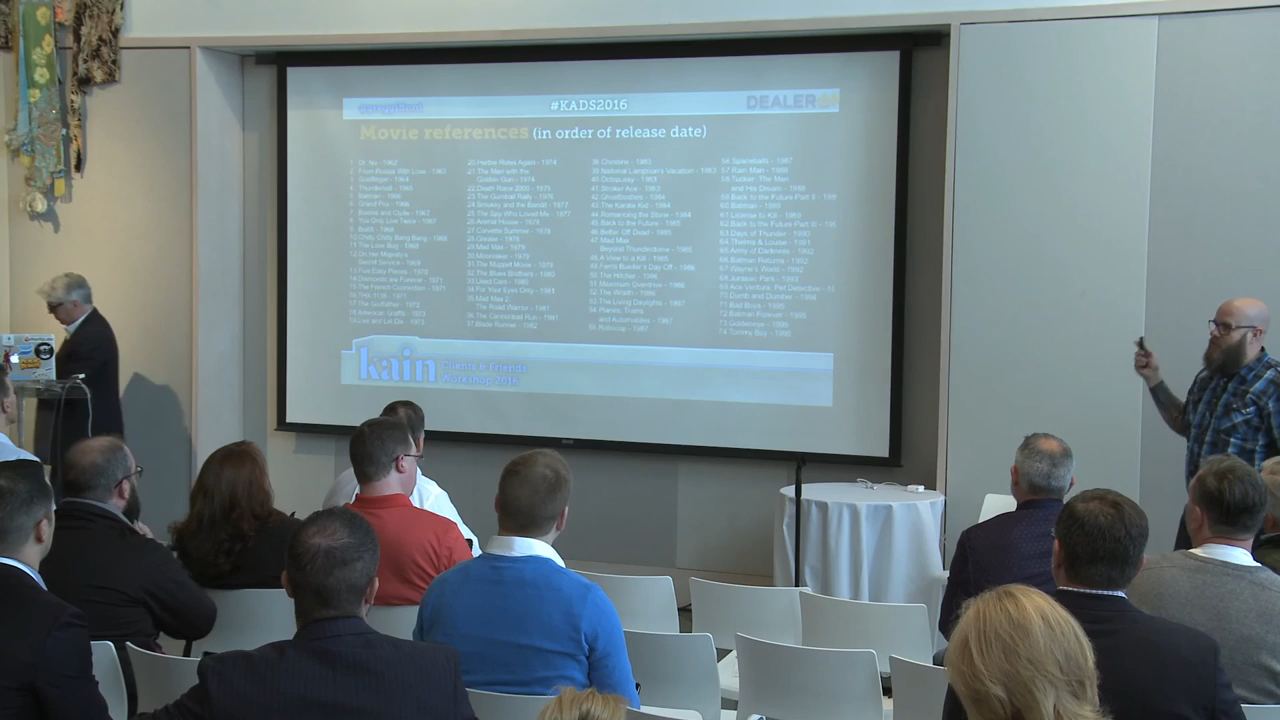 @greggifford
#KADS2016
DEALERON
Movie references (in order of release date)
1 Dr. No - 1962
2. From Russia With Love - 1963
3. Goldfinger - 1964
4. Thunderball - 1965
5. Batman - 1966
6. Grand Prix - 1966
7. Bonnie and Clyde - 1967
8. You Only Live Twice - 1967
9. Bullitt - 1968
10. Chitty Chitty Bang Bang - 1968
11. The Love Bug - 1968
12. On Her Majesty's
Secret Service - 1969
13. Five Easy Pieces - 1970
14. Diamonds are Forever - 1971
15. The French Connection - 1971
16. THX-1138 - 1971
17. The Godfather - 1972
18. American Graffiti - 1973
19. Live and Let Die - 1973
20. Herbie Rides Again - 1974
21. The Man with the
Golden Gun - 1974
22. Death Race 2000 - 1975
23. The Gumball Rally - 1976
24. Smokey and the Bandit - 1977
25. The Spy Who Loved Me - 1977
26. Animal House - 1978
27. Corvette Summer - 1978
28. Grease - 1978
29. Mad Max - 1979
30. Moonraker - 1979
31. The Muppet Movie - 1979
32. The Blues Brothers - 1980
33. Used Cars - 1980
34. For Your Eyes Only - 1981
35. Mad Max 2
The Road Warrior - 1981
36. The Cannonball Run - 1981
37. Blade Runner - 1982
38. Christine - 1983
39. National Lampoon's Vacation - 1983
40. Octopussy - 1983
41. Stroker Ace - 1983
42. Ghostbusters - 1984
43. The Karate Kid - 1984
44. Romancing the Stone - 1984
45. Back to the Future - 1985
46. Better Off Dead - 1985
47. Mad Max
Beyond Thunderdome - 1985
48. A View to a Kill - 1985
49. Ferris Bueller's Day Off - 1986
50. The Hitcher - 1986
51. Maximum Overdrive - 1986
52. The Wraith - 1986
53. The Living Daylights - 1987
54. Planes, Trains
and Automobiles - 1987
55. Robocop - 1987
56. Spaceballs - 1987
57. Rain Man - 1988
58. Tucker: The Man
and His Dream - 1988
59. Back to the Future Part II - 198
60. Batman - 1989
61. License to Kill - 1989
62. Back to the Future Part III - 199
63. Days of Thunder - 1990
64. Thelma & Louise - 1991
65. Army of Darkness - 1992
66. Batman Returns - 1992
67. Wayne's World - 1992
68. Jurassic Park - 1993
69. Ace Ventura: Pet Detective - 1
70. Dumb and Dumber - 1994
71. Bad Boys - 1995
72. Batman Forever - 1995
73. Goldeneye - 1995
74. Tommy Boy - 1995
kain
Clients & Friends
Workshop 2016